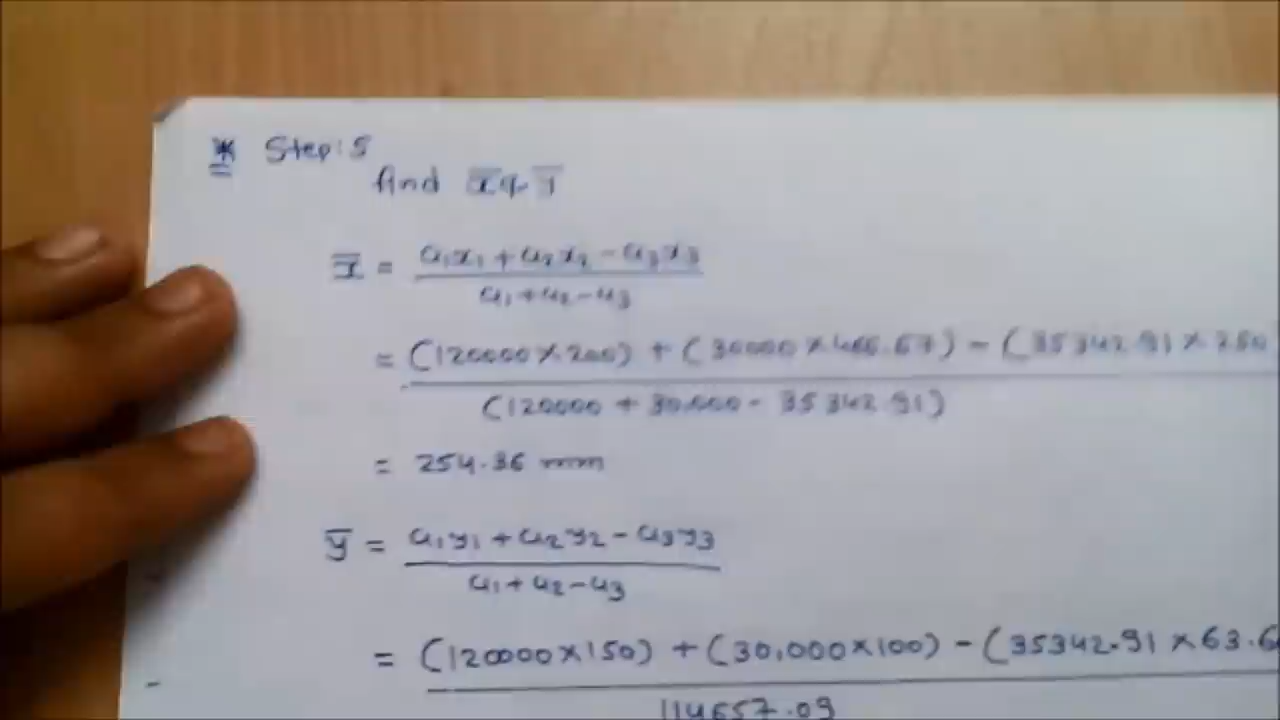 * Step:5
find x̄ & ȳ
x̄ = a₁x₁ + a₂x₂ - a₃x₃
a₁ + a₂ - a₃
= (120000 × 200) + (30000 × 466.67) - (35342.91 × 250
(120000 + 30,000 - 35342.91)
= 254.36 mm
ȳ = a₁y₁ + a₂y₂ - a₃y₃
a₁ + a₂ - a₃
= (120000 × 150) + (30,000 × 100) - (35342.91 × 63.6
114657.09